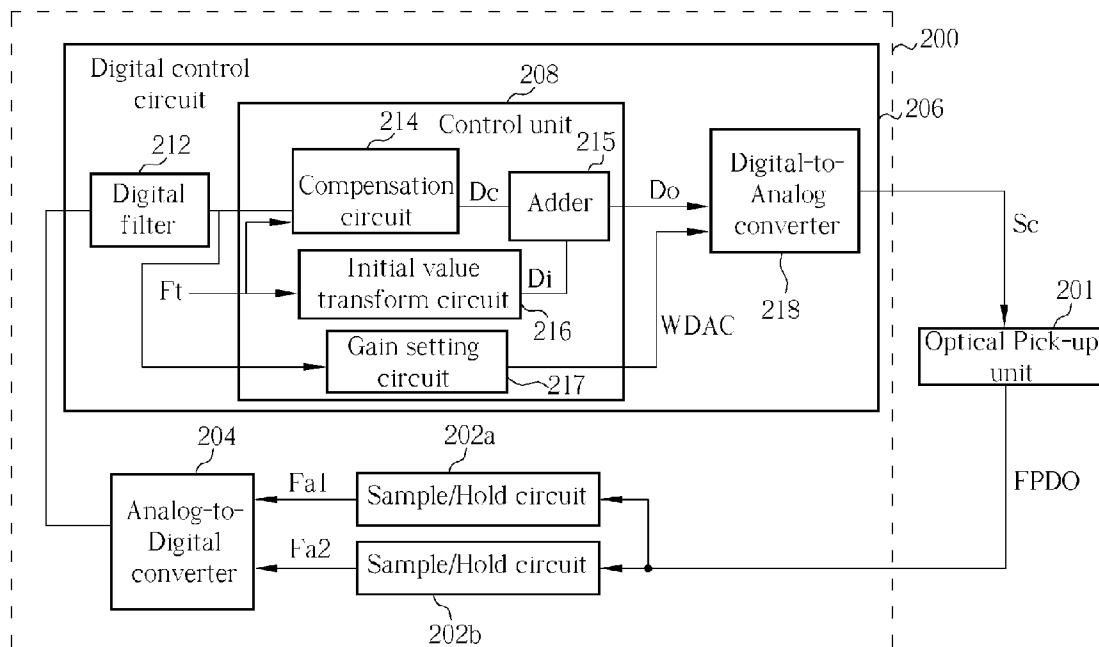 200
Digital control
circuit
208
206
212
214
Control unit
215
Digital
filter
Compensation
circuit
Dc
Adder
Do
Digital-to-
Analog
converter
Sc
Ft
Initial value
transform circuit
Di
216
WDAC
218
201
Gain setting
circuit
217
Optical Pick-up
unit
204
202a
Fa1
Sample/Hold circuit
FPDO
Analog-to-
Digital
converter
Fa2
Sample/Hold circuit
202b